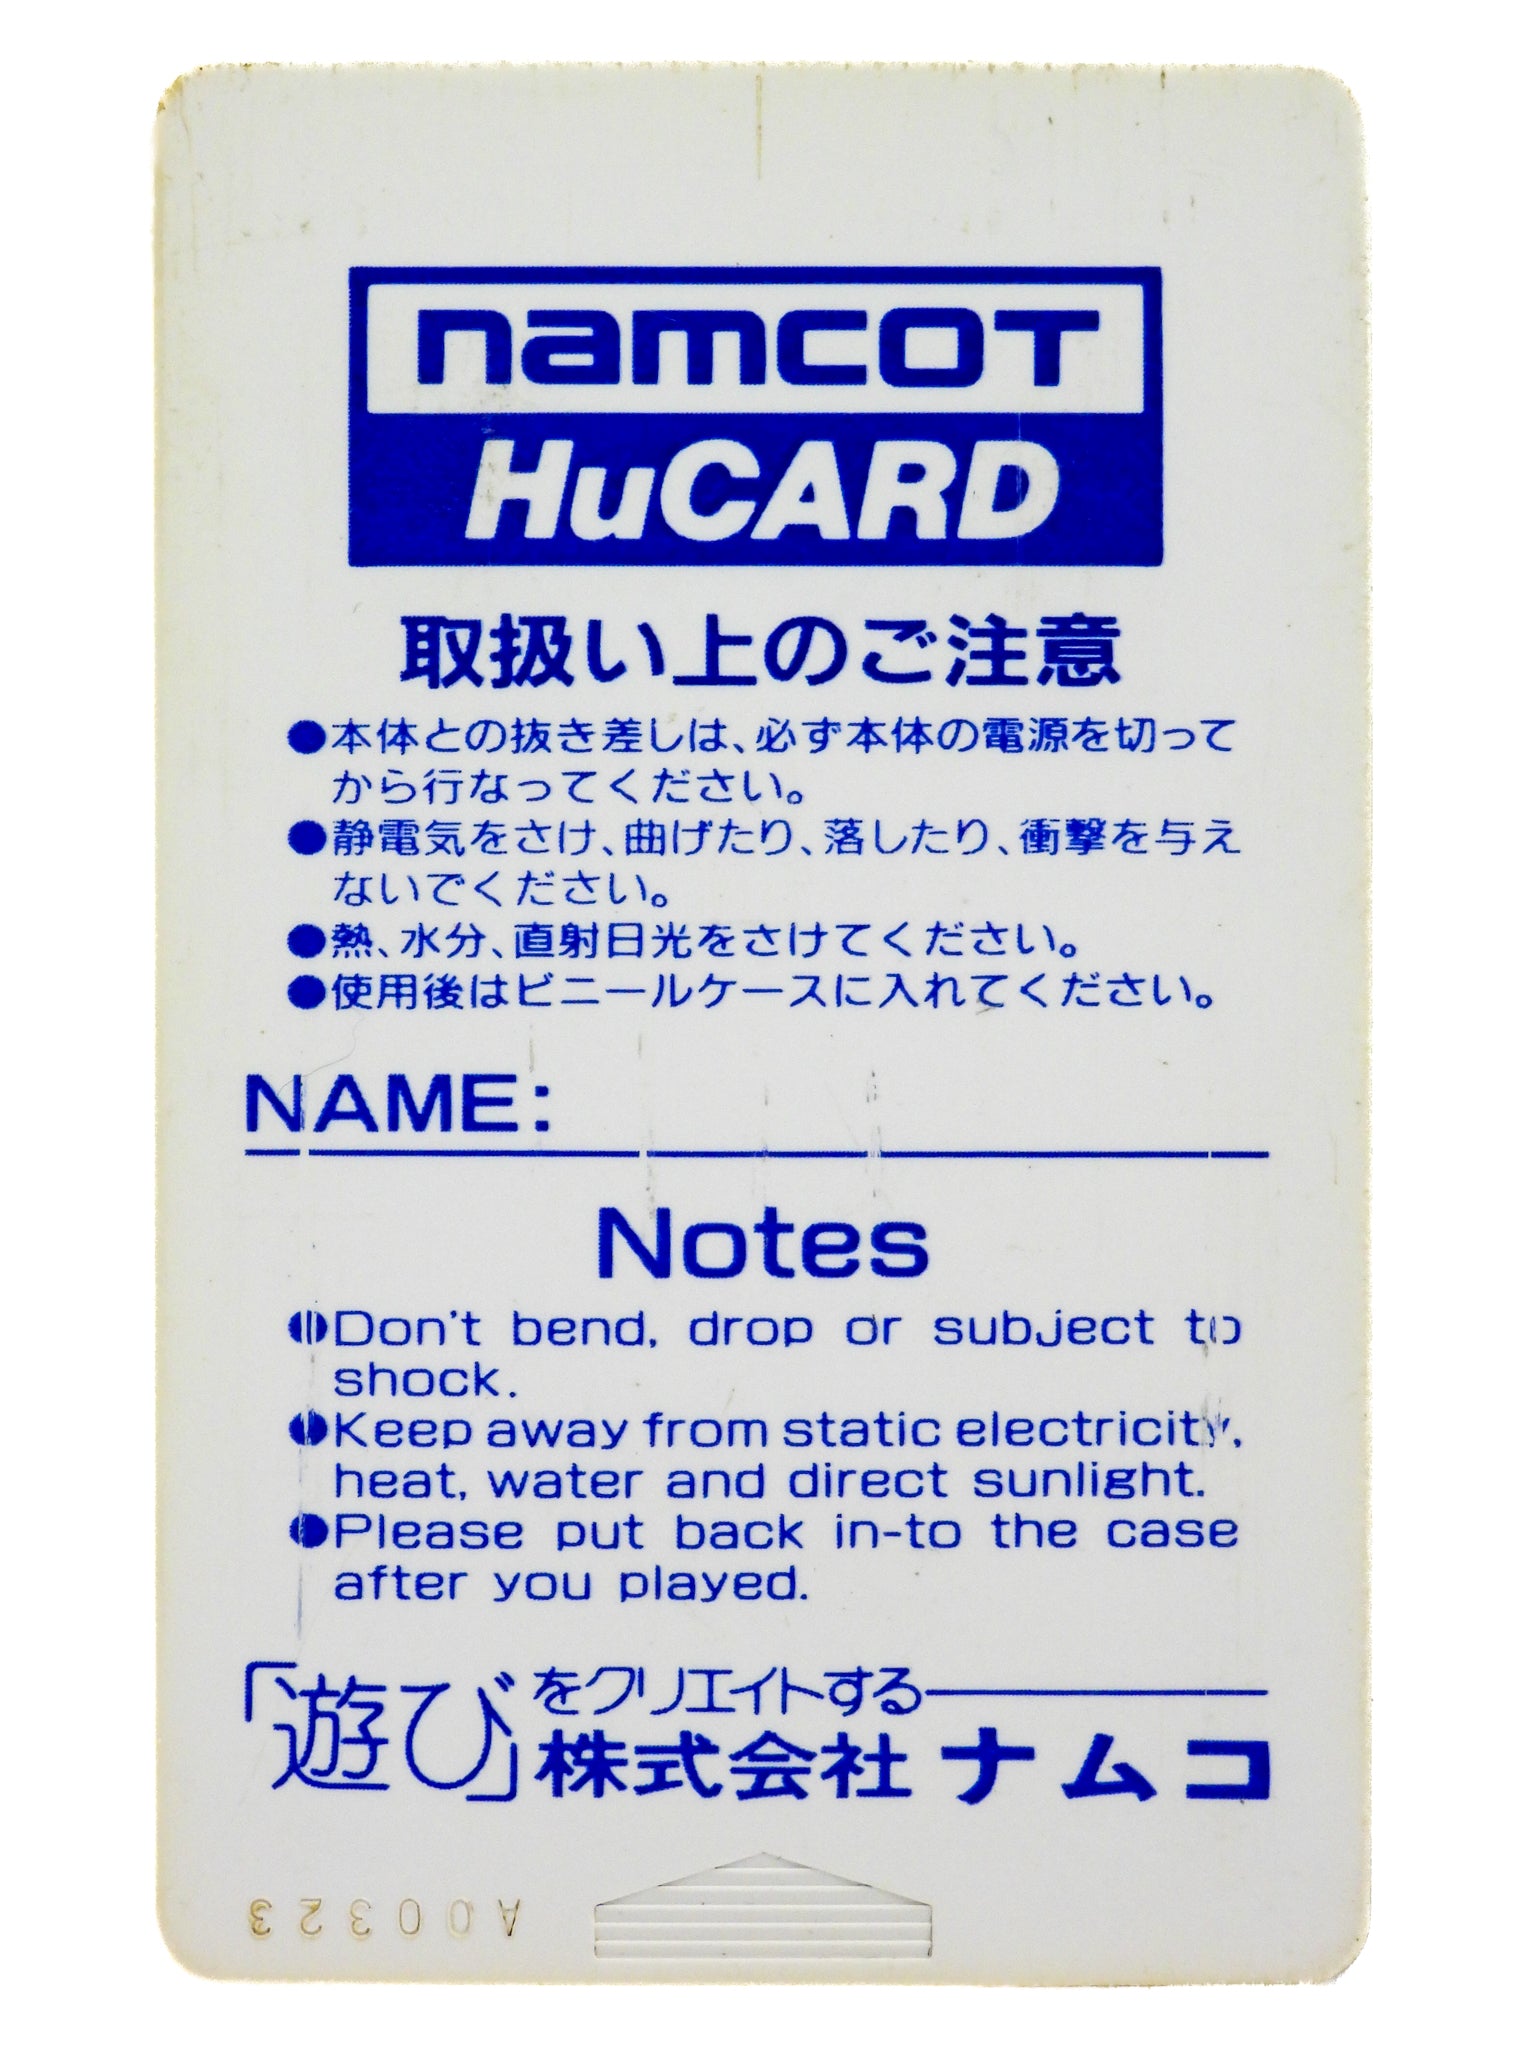 namcoT
HuCARD
取扱い上のご注意
●本体との抜き差しは、必ず本体の電源を切って
から行なってください。
●静電気をさけ、曲げたり、落したり、衝撃を与え
ないでください。
●熱、水分、直射日光をさけてください。
●使用後はビニールケースに入れてください。
NAME:
Notes
●Don't bend, drop or subject to
shock.
●Keep away from static electricity,
heat, water and direct sunlight.
●Please put back in-to the case
after you played.
「遊び」をクリエイトする
株式会社ナムコ
A00323